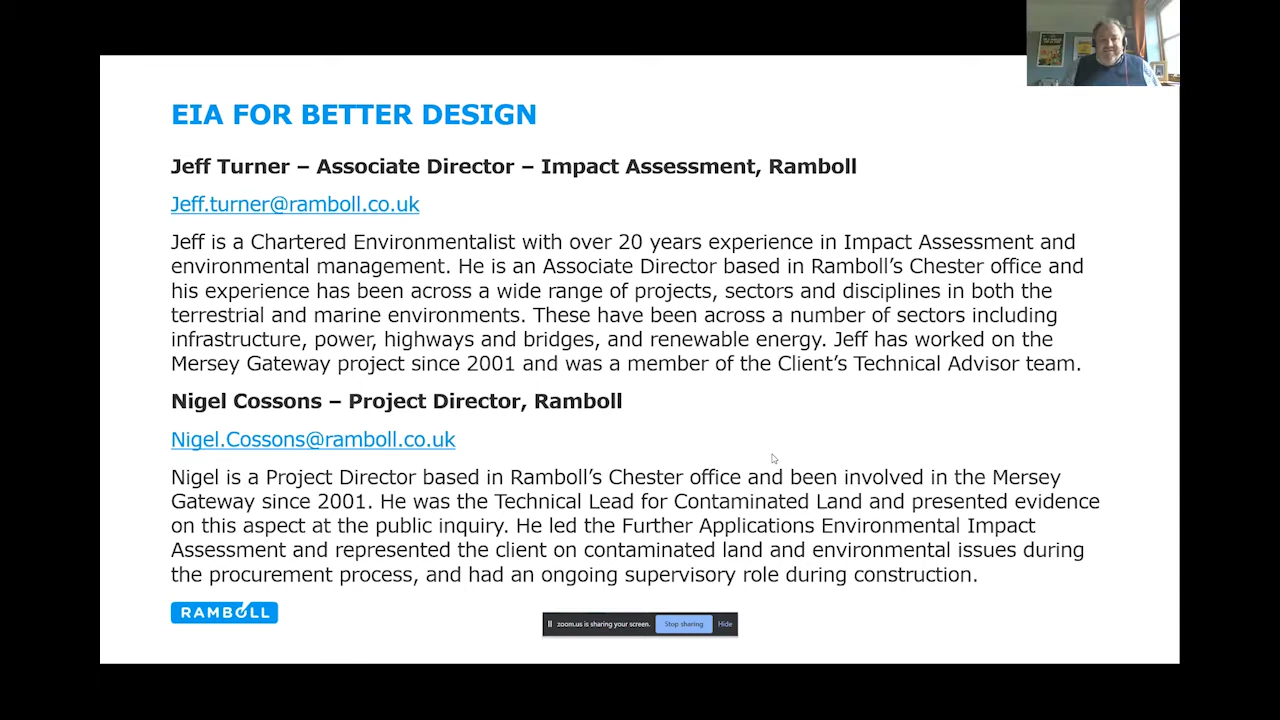 EIA FOR BETTER DESIGN
Jeff Turner – Associate Director – Impact Assessment, Ramboll
Jeff.turner@ramboll.co.uk
Jeff is a Chartered Environmentalist with over 20 years experience in Impact Assessment and
environmental management. He is an Associate Director based in Ramboll’s Chester office and
his experience has been across a wide range of projects, sectors and disciplines in both the
terrestrial and marine environments. These have been across a number of sectors including
infrastructure, power, highways and bridges, and renewable energy. Jeff has worked on the
Mersey Gateway project since 2001 and was a member of the Client’s Technical Advisor team.
Nigel Cossons – Project Director, Ramboll
Nigel.Cossons@ramboll.co.uk
Nigel is a Project Director based in Ramboll’s Chester office and been involved in the Mersey
Gateway since 2001. He was the Technical Lead for Contaminated Land and presented evidence
on this aspect at the public inquiry. He led the Further Applications Environmental Impact
Assessment and represented the client on contaminated land and environmental issues during
the procurement process, and had an ongoing supervisory role during construction.
RAMBOLL
zoom.us is sharing your screen. Stop sharing Hide